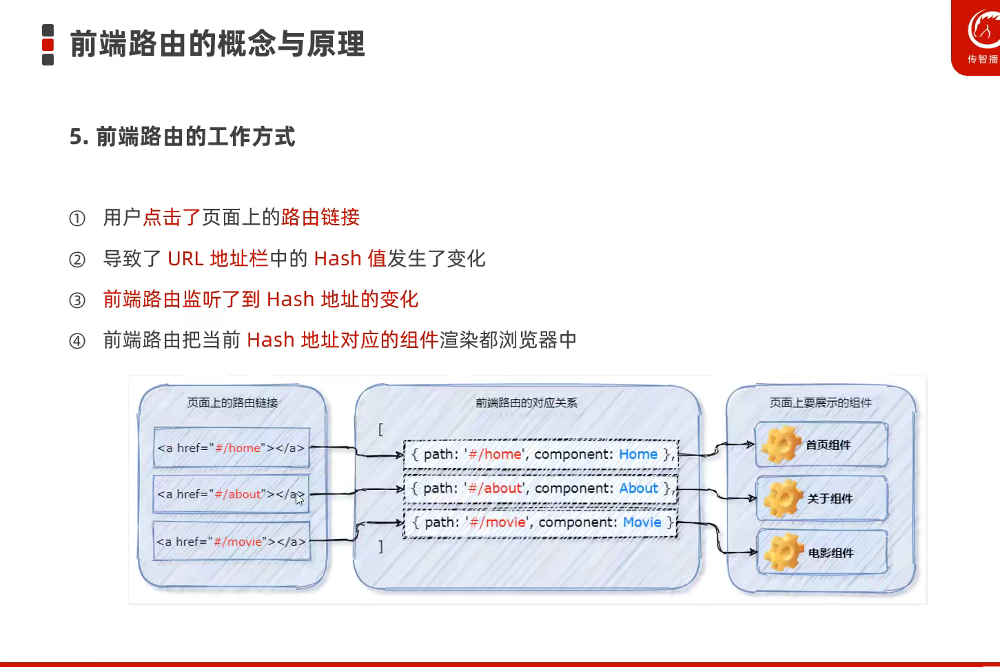 前端路由的概念与原理
传智播
5. 前端路由的工作方式
① 用户点击了页面上的路由链接
② 导致了 URL 地址栏中的 Hash 值发生了变化
③ 前端路由监听了到 Hash 地址的变化
④ 前端路由把当前 Hash 地址对应的组件渲染都浏览器中
页面上的路由链接
<a href="#/home"></a>
<a href="#/about"></a>
<a href="#/movie"></a>
前端路由的对应关系
[
{ path: '#/home', component: Home },
{ path: '#/about', component: About },
{ path: '#/movie', component: Movie }
]
页面上要展示的组件
首页组件
关于组件
电影组件